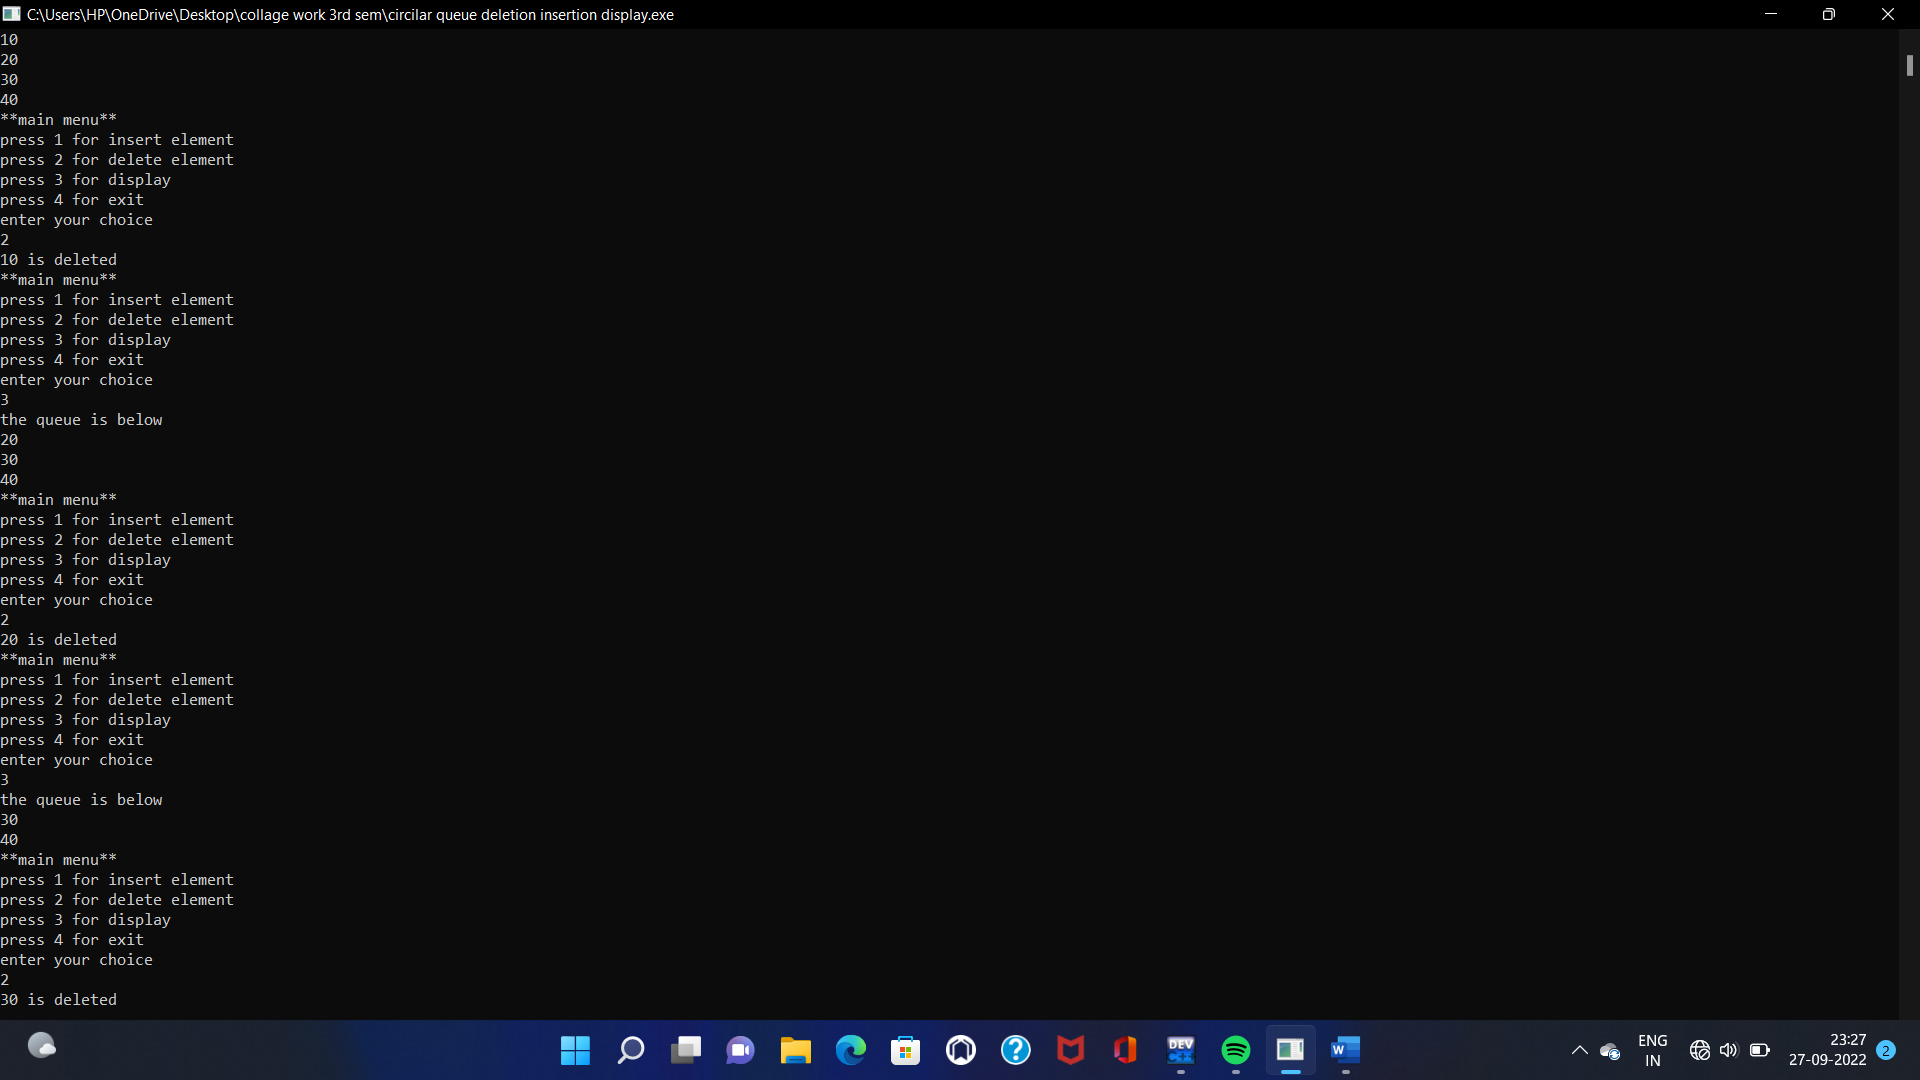 C:\Users\HP\OneDrive\Desktop\collage work 3rd sem\circilar queue deletion insertion display.exe
10
20
30
40
**main menu**
press 1 for insert element
press 2 for delete element
press 3 for display
press 4 for exit
enter your choice
2
10 is deleted
**main menu**
press 1 for insert element
press 2 for delete element
press 3 for display
press 4 for exit
enter your choice
3
the queue is below
20
30
40
**main menu**
press 1 for insert element
press 2 for delete element
press 3 for display
press 4 for exit
enter your choice
2
20 is deleted
**main menu**
press 1 for insert element
press 2 for delete element
press 3 for display
press 4 for exit
enter your choice
3
the queue is below
30
40
**main menu**
press 1 for insert element
press 2 for delete element
press 3 for display
press 4 for exit
enter your choice
2
30 is deleted
DEV
C++
W
ENG
IN
23:27
27-09-2022
2